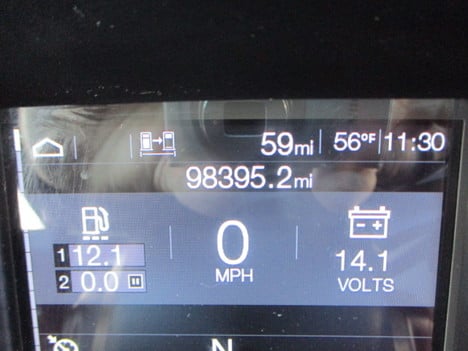 59mi 56°F 11:30
98395.2mi
1 12.1
2 0.0
0
MPH
14.1
VOLTS
N